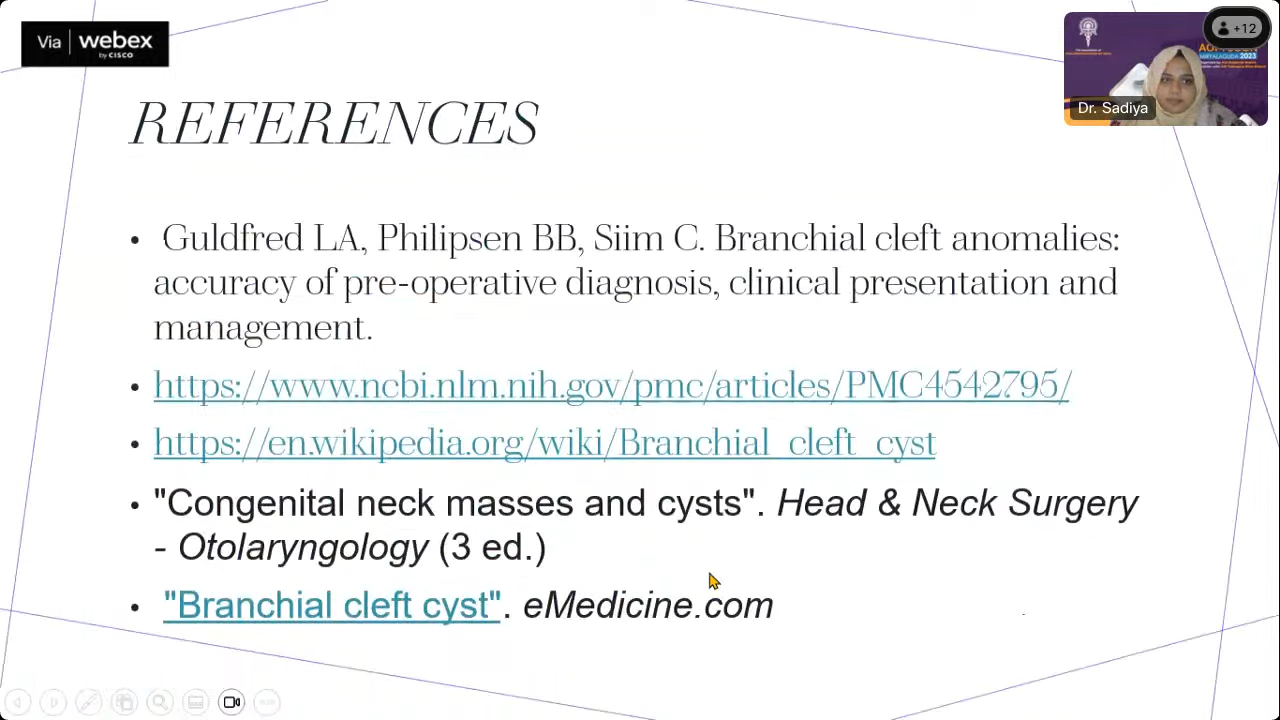 Via webex
by CISCO
+12
2023
Dr. Sadiya
REFERENCES
• Guldfred LA, Philipsen BB, Siim C. Branchial cleft anomalies:
accuracy of pre-operative diagnosis, clinical presentation and
management.
• https://www.ncbi.nlm.nih.gov/pmc/articles/PMC4542795/
• https://en.wikipedia.org/wiki/Branchial_cleft_cyst
• "Congenital neck masses and cysts". Head & Neck Surgery
- Otolaryngology (3 ed.)
• "Branchial cleft cyst". eMedicine.com